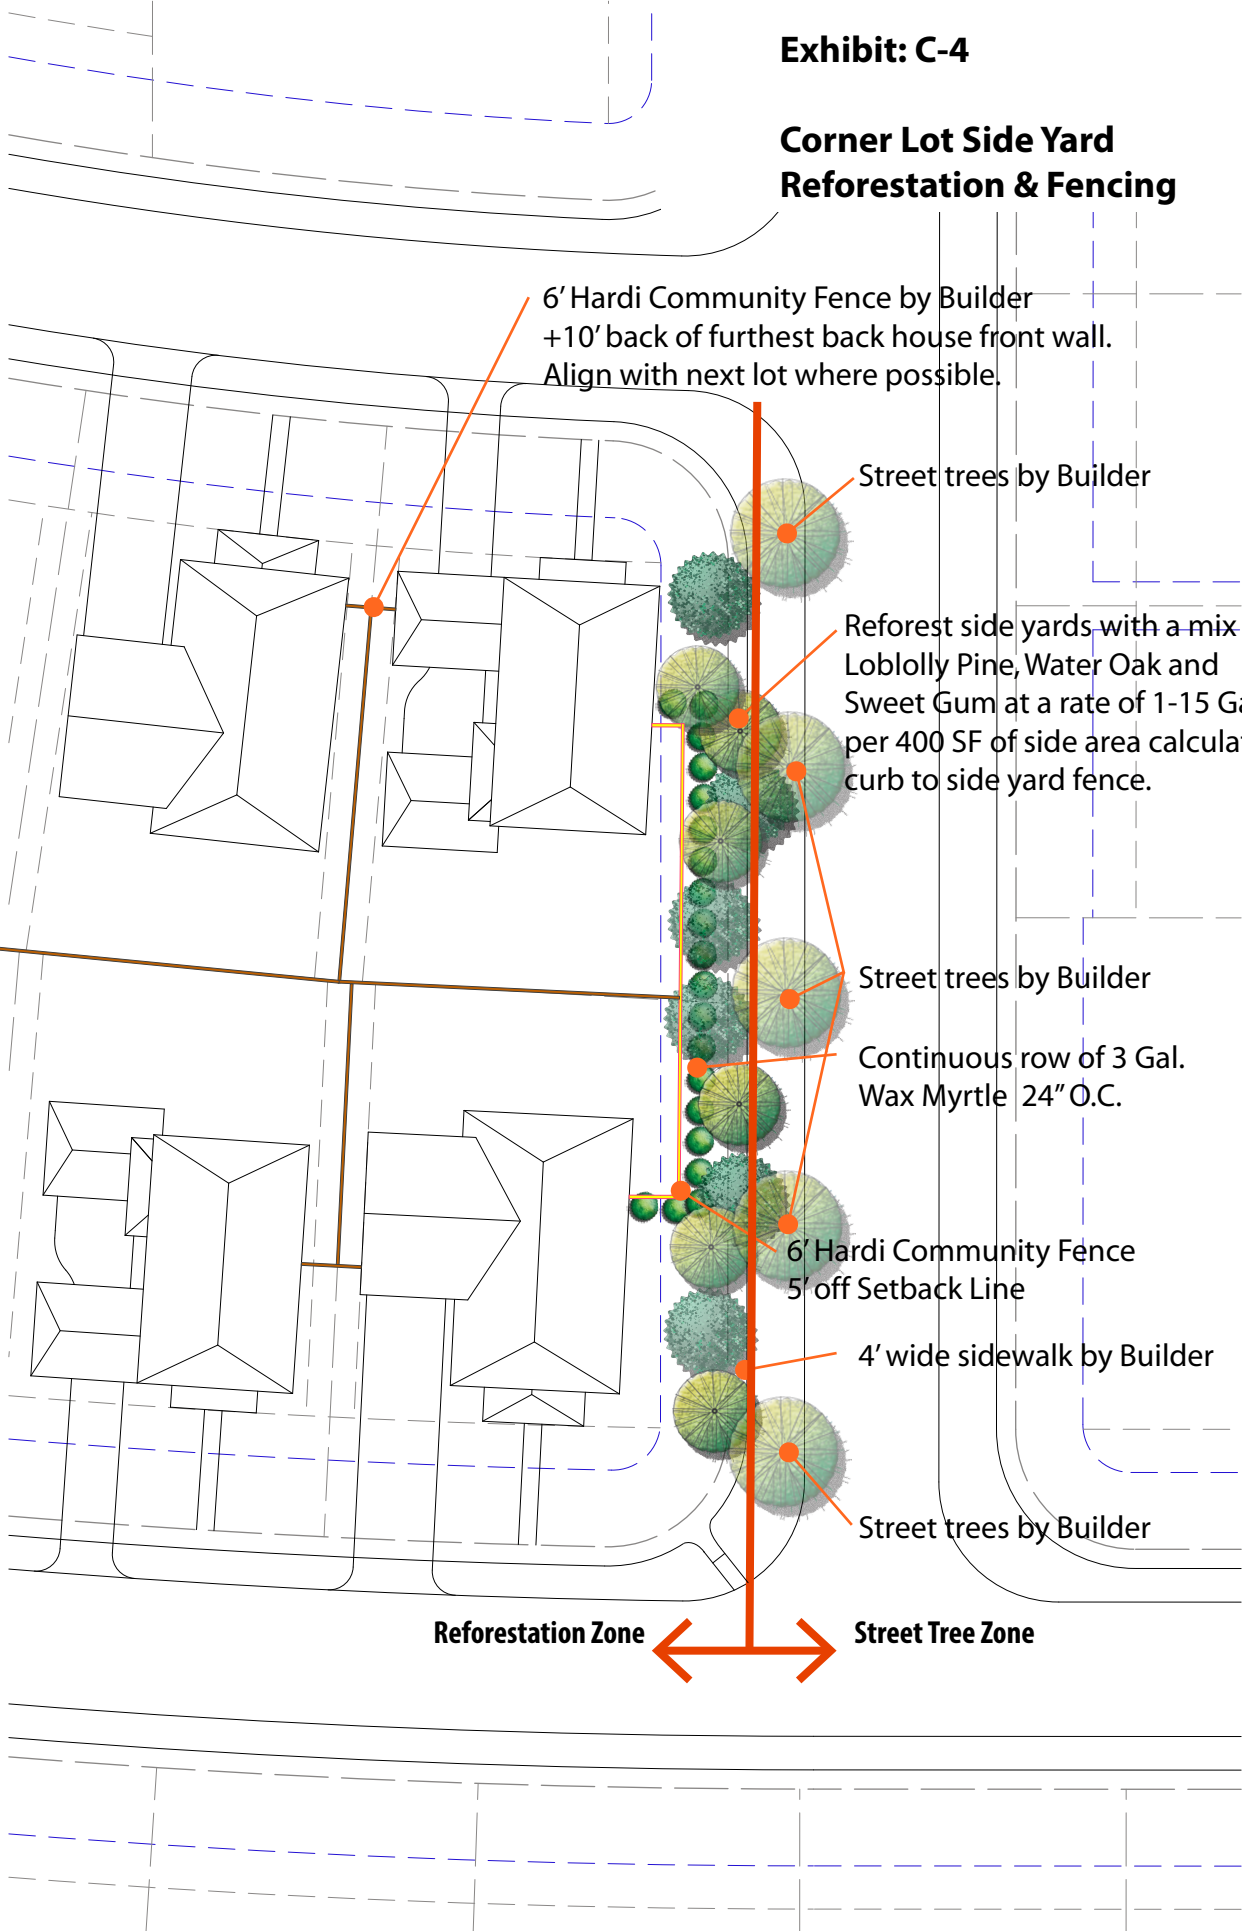 Exhibit: C-4
Corner Lot Side Yard
Reforestation & Fencing
6’ Hardi Community Fence by Builder
+10’ back of furthest back house front wall.
Align with next lot where possible.
Street trees by Builder
Reforest side yards with a mix
Loblolly Pine, Water Oak and
Sweet Gum at a rate of 1-15 Ga
per 400 SF of side area calculat
curb to side yard fence.
Street trees by Builder
Continuous row of 3 Gal.
Wax Myrtle 24” O.C.
6’ Hardi Community Fence
5’ off Setback Line
4’ wide sidewalk by Builder
Street trees by Builder
Reforestation Zone
Street Tree Zone